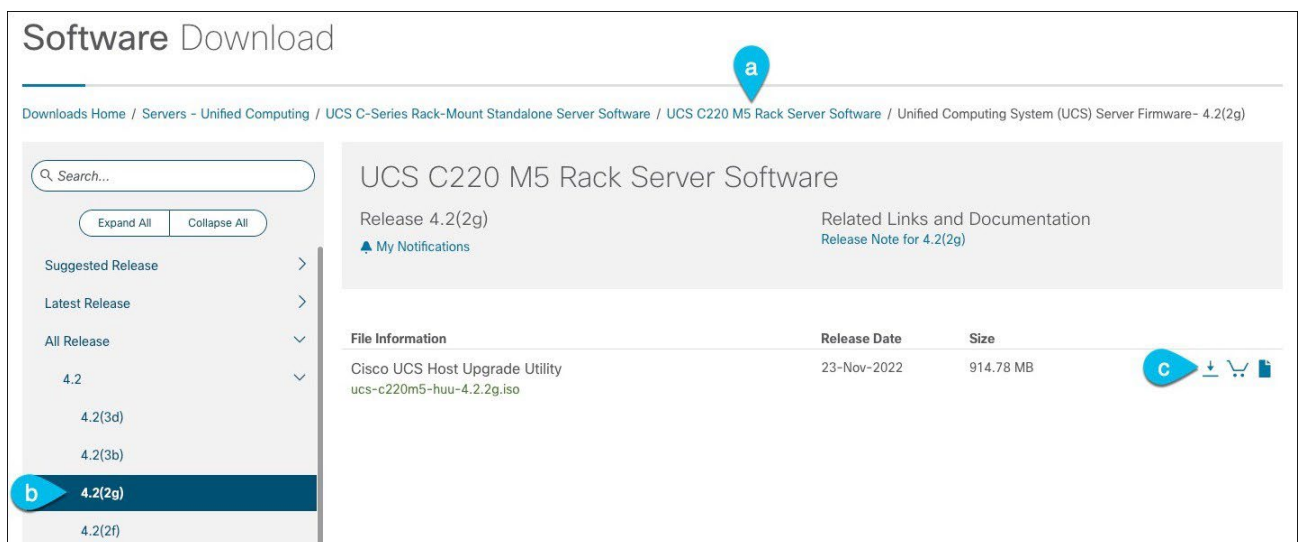 Software Download
a
Downloads Home / Servers - Unified Computing / UCS C-Series Rack-Mount Standalone Server Software / UCS C220 M5 Rack Server Software / Unified Computing System (UCS) Server Firmware- 4.2(2g)
Search...
Expand All Collapse All
Suggested Release
Latest Release
All Release
4.2
4.2(3d)
4.2(3b)
b 4.2(2g)
4.2(2f)
UCS C220 M5 Rack Server Software
Release 4.2(2g)
My Notifications
Related Links and Documentation
Release Note for 4.2(2g)
File Information Release Date Size
Cisco UCS Host Upgrade Utility 23-Nov-2022 914.78 MB c
ucs-c220m5-huu-4.2.2g.iso